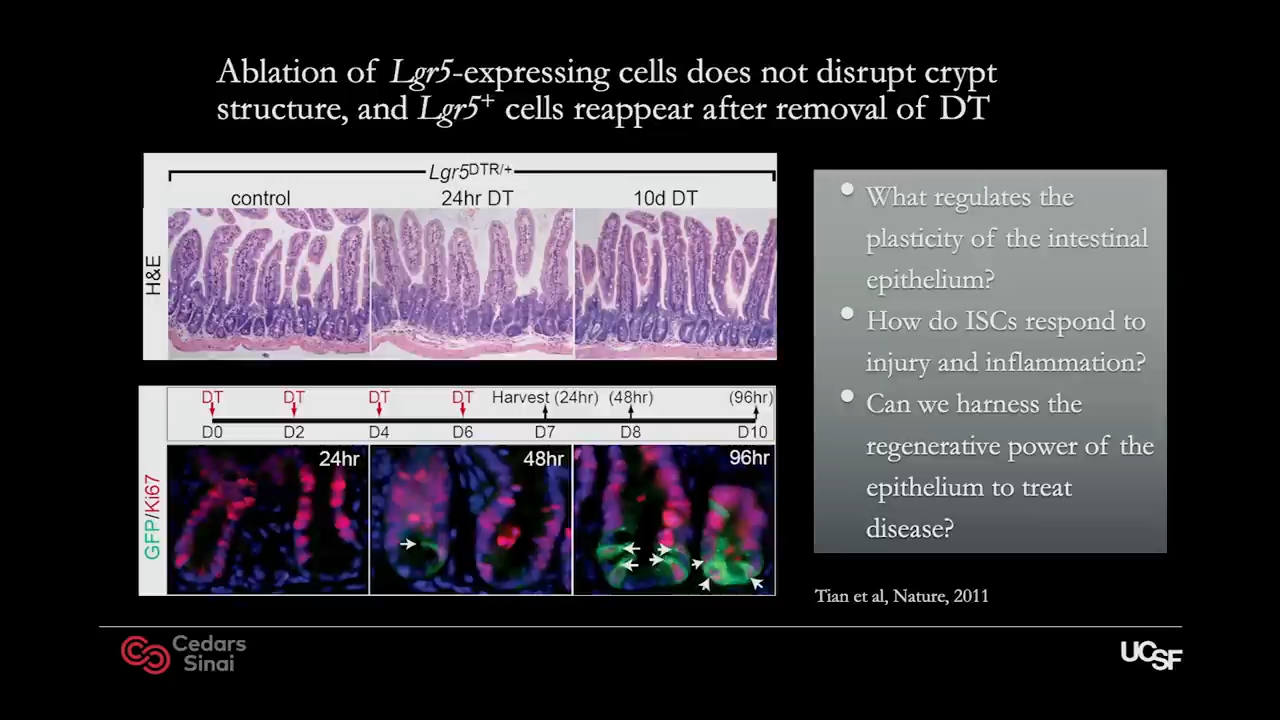 Ablation of Lgr5-expressing cells does not disrupt crypt
structure, and Lgr5+ cells reappear after removal of DT
Lgr5DTR/+
control 24hr DT 10d DT
H&E
DT DT DT DT Harvest (24hr) (48hr) (96hr)
D0 D2 D4 D6 D7 D8 D10
GFP/Ki67
24hr 48hr 96hr
• What regulates the
plasticity of the intestinal
epithelium?
• How do ISCs respond to
injury and inflammation?
• Can we harness the
regenerative power of the
epithelium to treat
disease?
Tian et al, Nature, 2011
Cedars
Sinai
UCSF